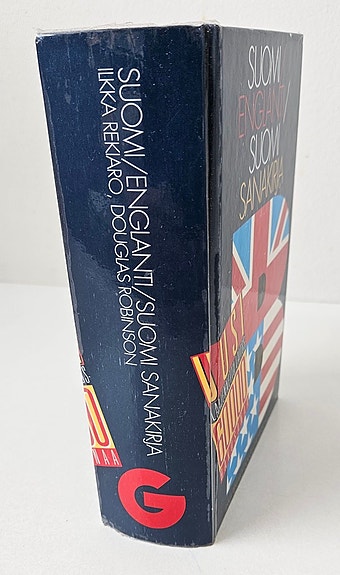 SUOMI/ENGLANTI/SUOMI SANAKIRJA
ILKKA REKIARO, DOUGLAS ROBINSON
G
SUOMI
ENGLANTI
SUOMI
SANAKIRJA